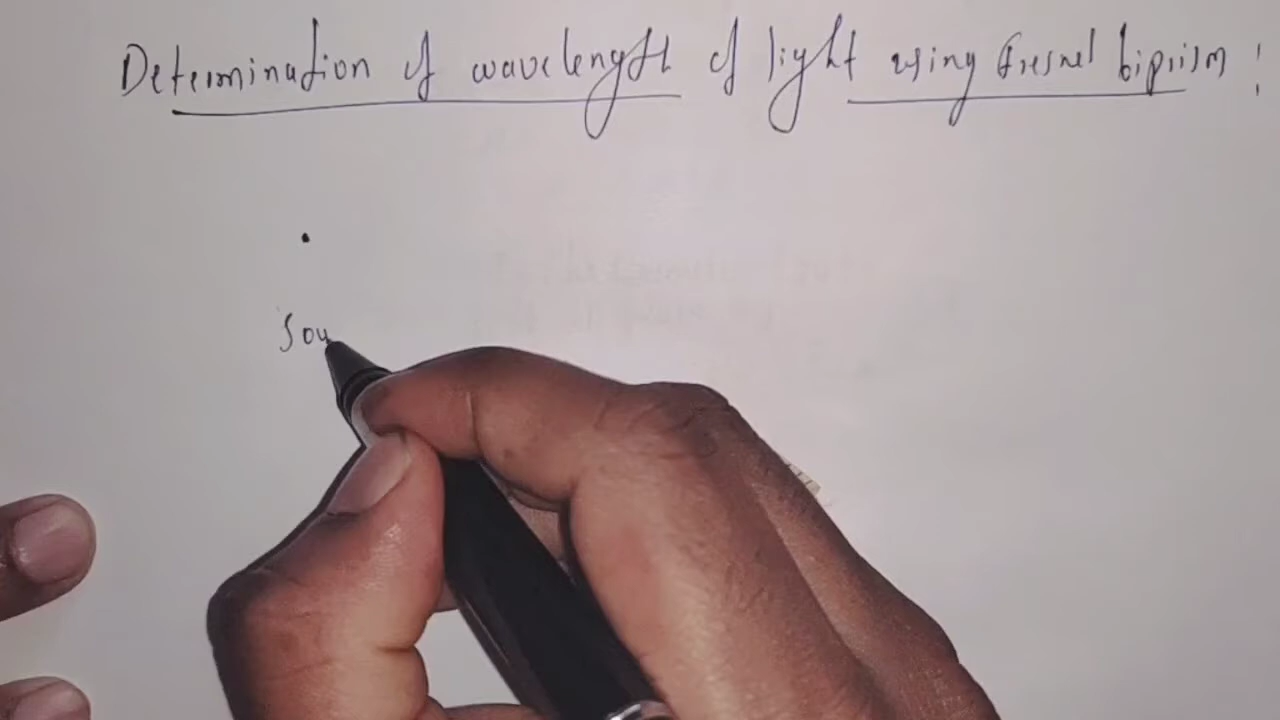 Determination of wavelength of light using Fresnel biprism :
Sou